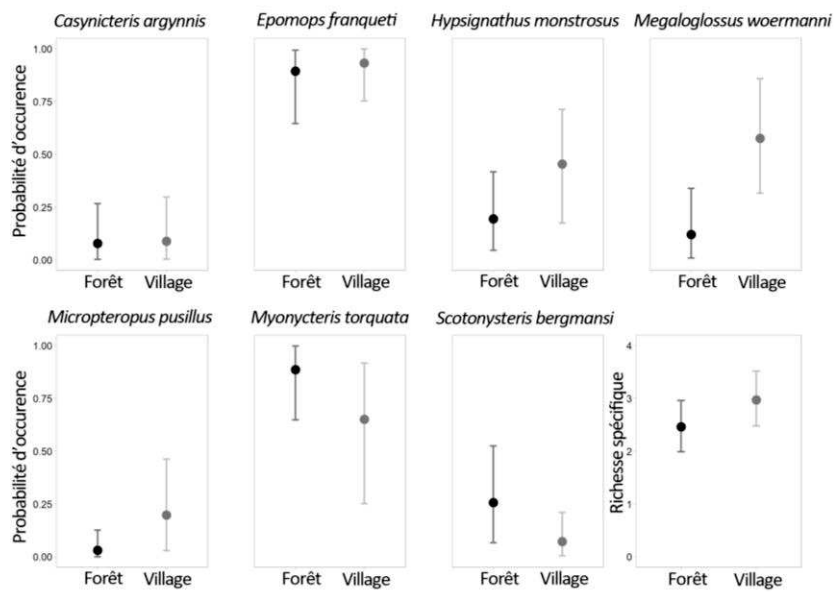 Casynicteris argynnis
Epomops franqueti
Hypsignathus monstrosus
Megaloglossus woermanni
Probabilité d'occurence
1.00
0.75
0.50
0.25
0.00
Forêt Village
Forêt Village
Forêt Village
Forêt Village
Micropteropus pusillus
Myonycteris torquata
Scotonysteris bergmansi
Probabilité d'occurence
1.00
0.75
0.50
0.25
0.00
Richesse spécifique
4
3
2
1
0
Forêt Village
Forêt Village
Forêt Village
Forêt Village